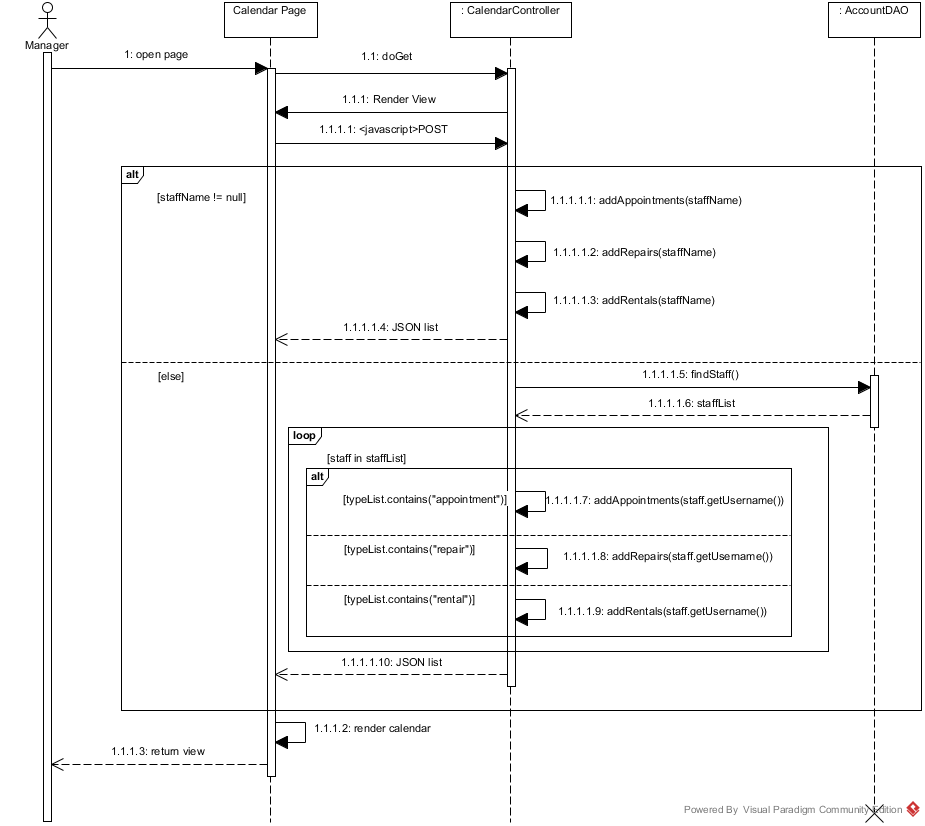 Calendar Page
: CalendarController
: AccountDAO
Manager
1: open page
1.1: doGet
1.1.1: Render View
1.1.1.1: <javascript>POST
alt
[staffName != null]
1.1.1.1.1: addAppointments(staffName)
1.1.1.1.2: addRepairs(staffName)
1.1.1.1.3: addRentals(staffName)
1.1.1.1.4: JSON list
[else]
1.1.1.1.5: findStaff()
1.1.1.1.6: staffList
loop
[staff in staffList]
alt
[typeList.contains("appointment")]
1.1.1.1.7: addAppointments(staff.getUsername())
[typeList.contains("repair")]
1.1.1.1.8: addRepairs(staff.getUsername())
[typeList.contains("rental")]
1.1.1.1.9: addRentals(staff.getUsername())
1.1.1.1.10: JSON list
1.1.1.2: render calendar
1.1.1.3: return view
Powered By Visual Paradigm Community Edition